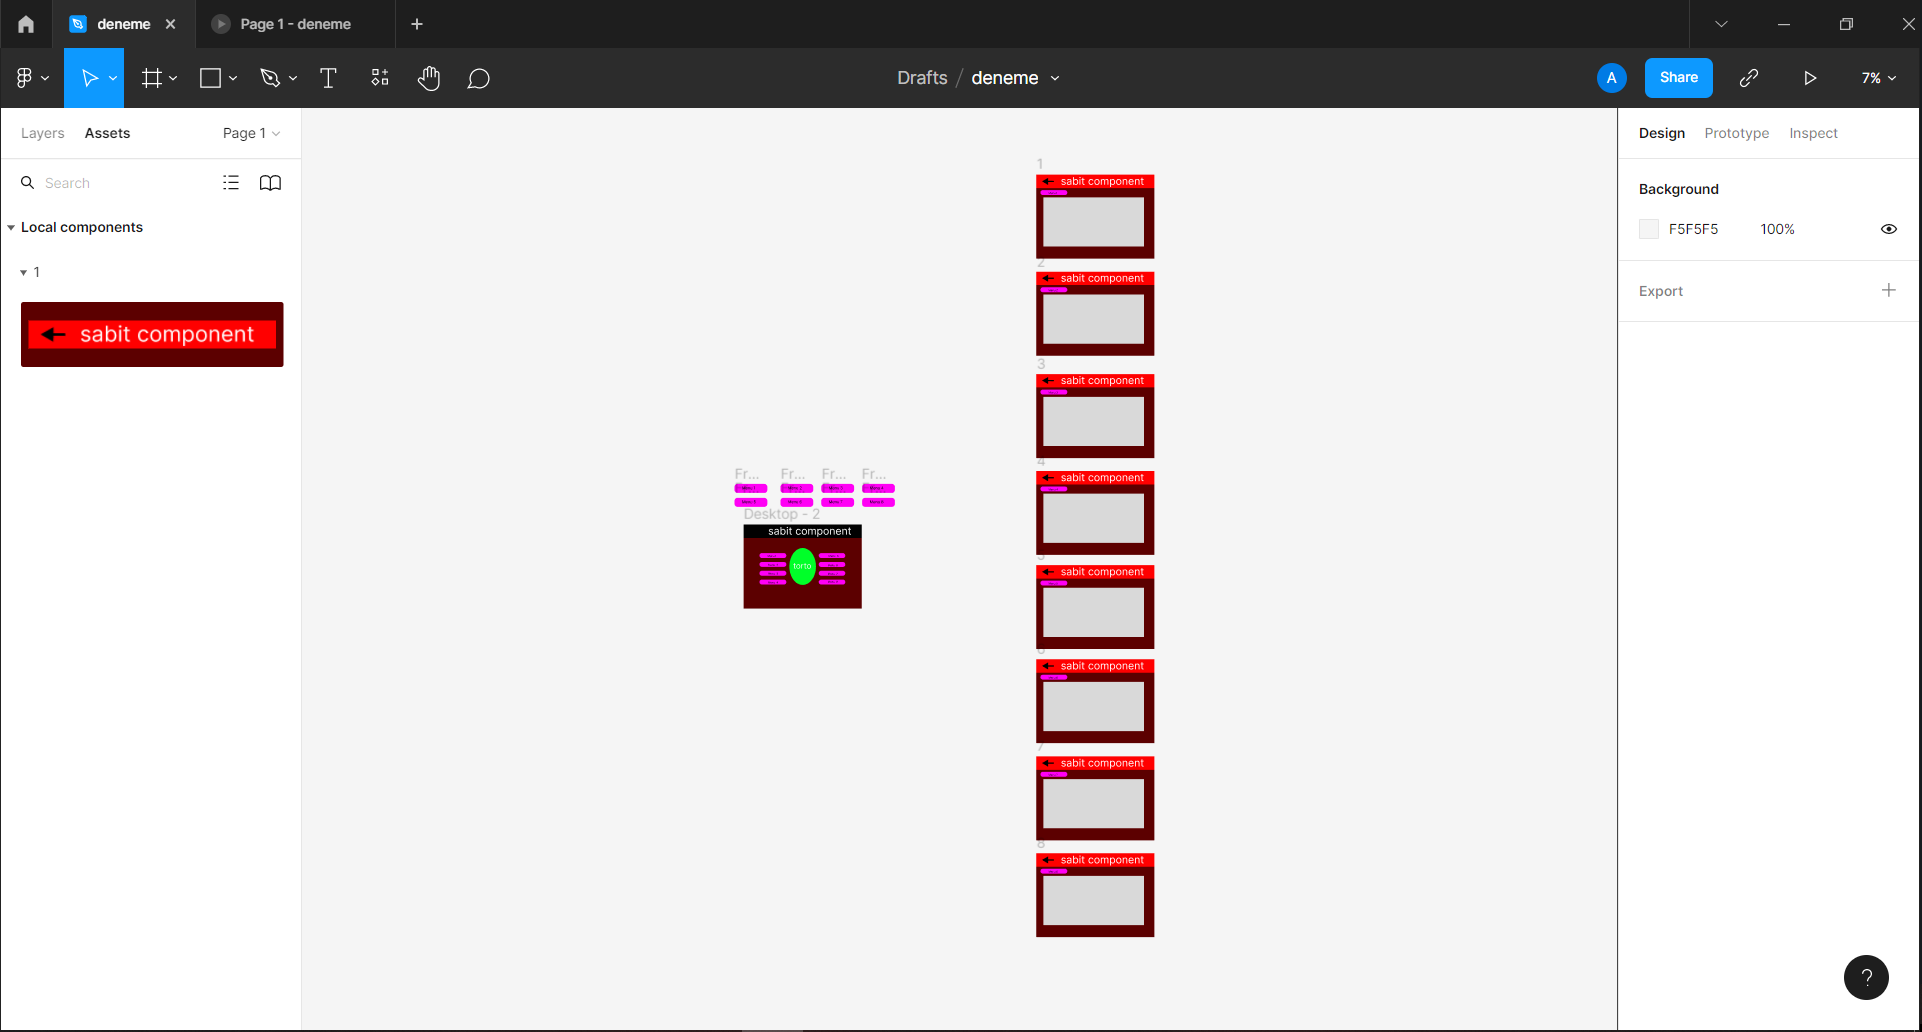 deneme
Page 1 - deneme
Drafts / deneme
A
Share
7%
Layers
Assets
Page 1
Search
Local components
1
sabit component
1
sabit component
2
sabit component
3
sabit component
4
sabit component
5
sabit component
6
sabit component
7
sabit component
8
sabit component
Fr...
Fr...
Fr...
Fr...
Desktop - 2
sabit component
torto
Design
Prototype
Inspect
Background
F5F5F5
100%
Export
?